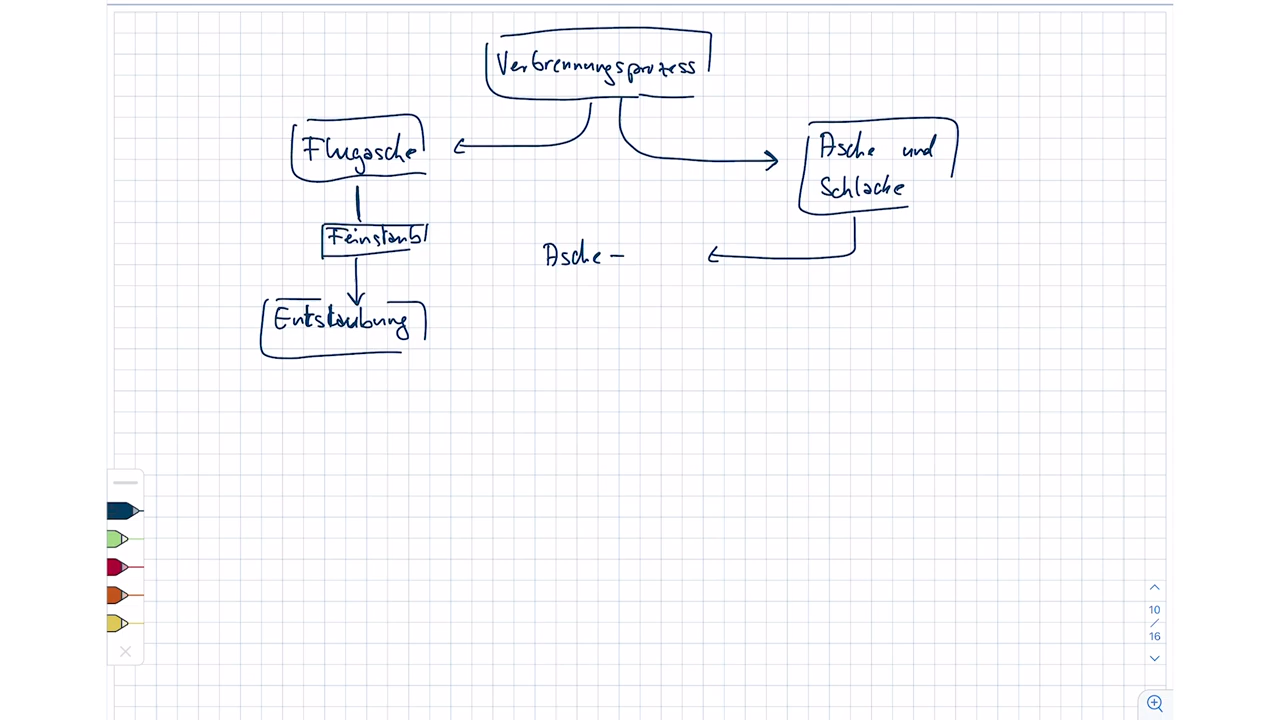 Verbrennungsprozess
Flugasche
Asche und
Schlacke
Feinstaub
Asche –
Entstaubung
10
/
16